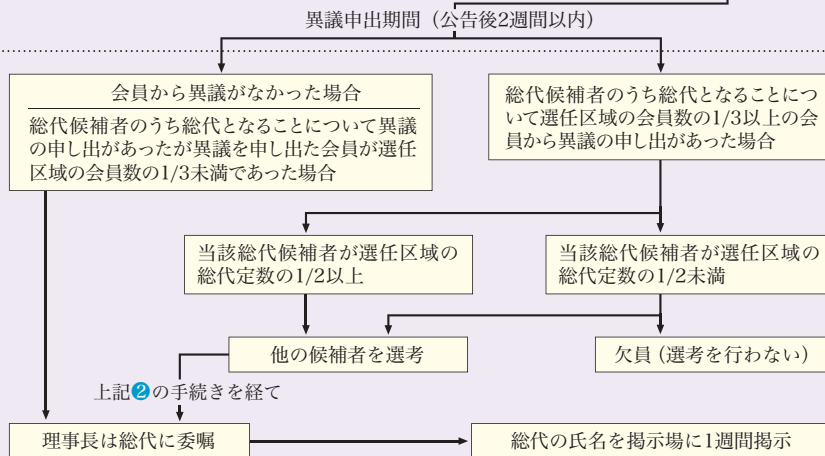 異議申出期間（公告後2週間以内）
会員から異議がなかった場合
総代候補者のうち総代となることについて異議
の申し出があったが異議を申し出た会員が選任
区域の会員数の1/3未満であった場合
総代候補者のうち総代となることにつ
いて選任区域の会員数の1/3以上の会
員から異議の申し出があった場合
当該総代候補者が選任区域の
総代定数の1/2以上
当該総代候補者が選任区域の
総代定数の1/2未満
他の候補者を選考
欠員（選考を行わない）
上記❷の手続きを経て
理事長は総代に委嘱
総代の氏名を掲示場に1週間掲示